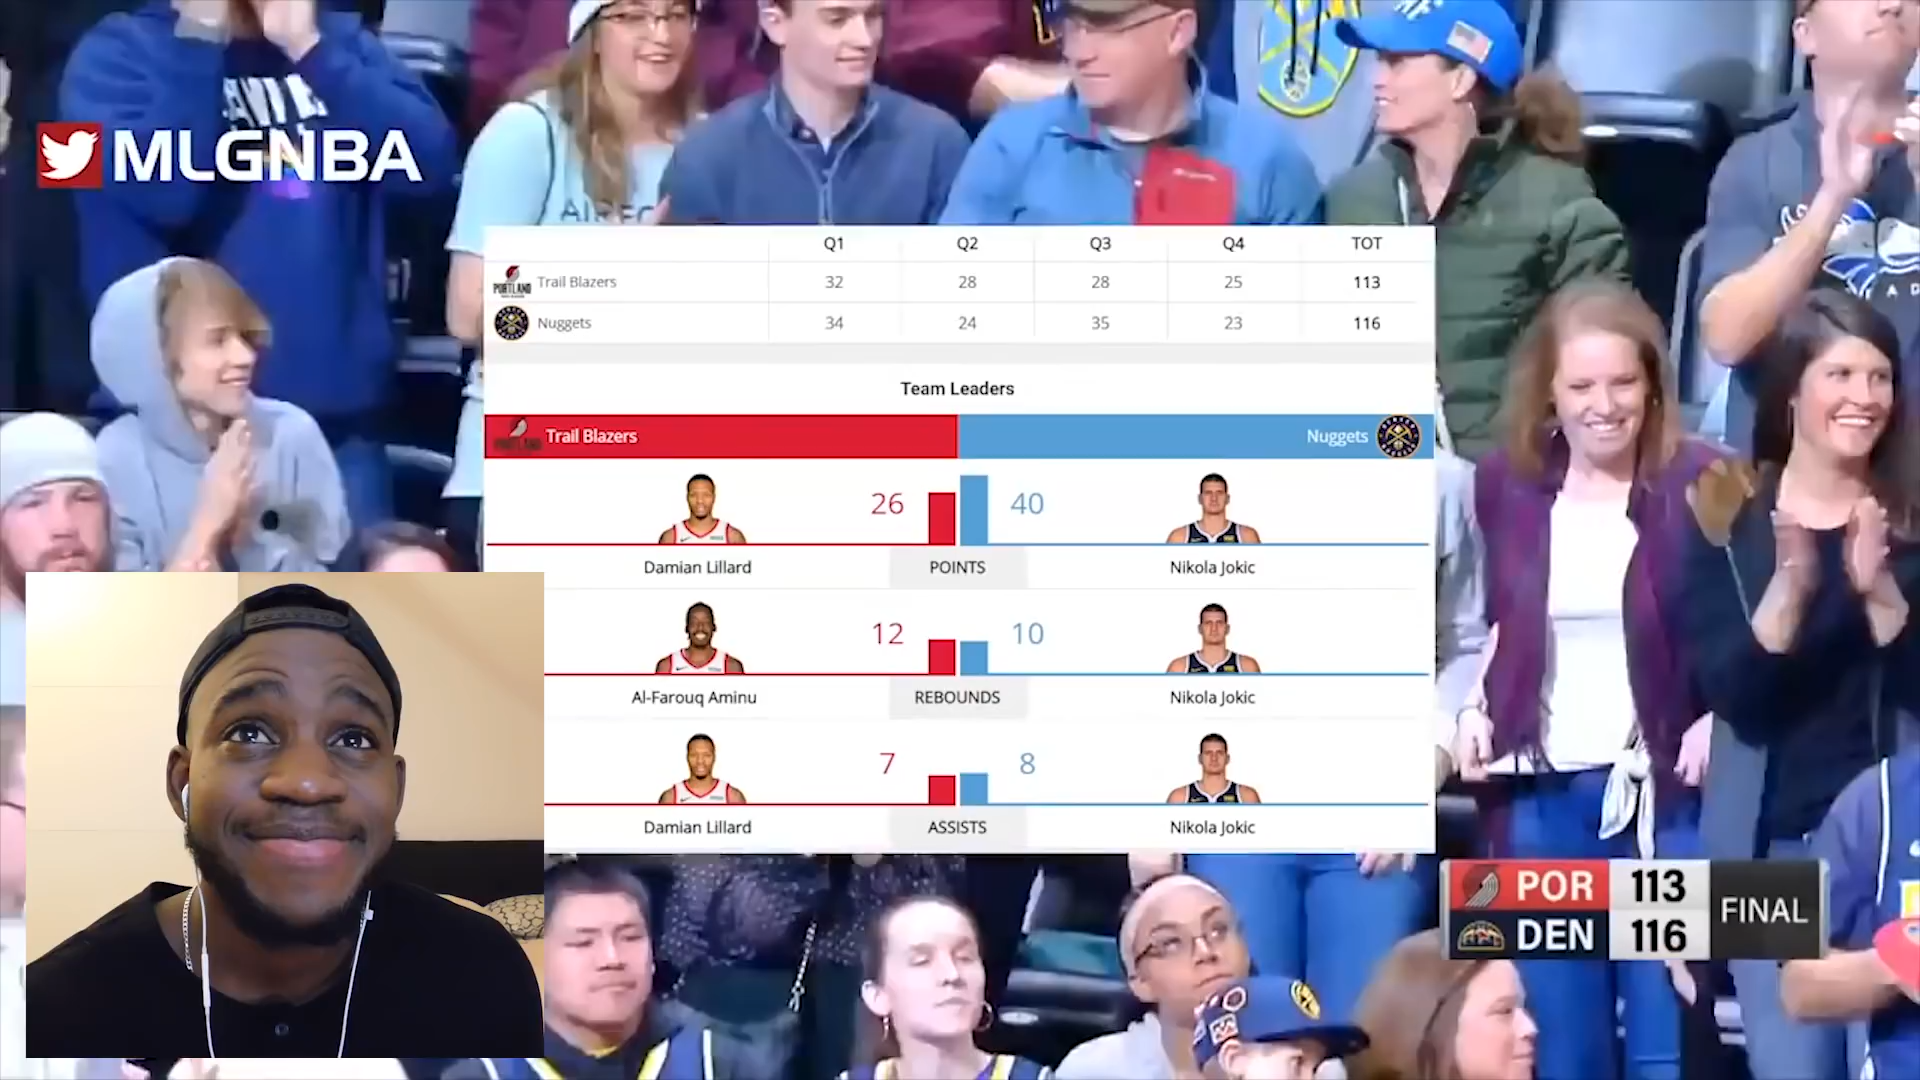 MLGNBA
Q1 Q2 Q3 Q4 TOT
PORTLAND Trail Blazers 32 28 28 25 113
Nuggets 34 24 35 23 116
Team Leaders
Trail Blazers Nuggets
26 40
Damian Lillard POINTS Nikola Jokic
12 10
Al-Farouq Aminu REBOUNDS Nikola Jokic
7 8
Damian Lillard ASSISTS Nikola Jokic
POR 113
DEN 116
FINAL